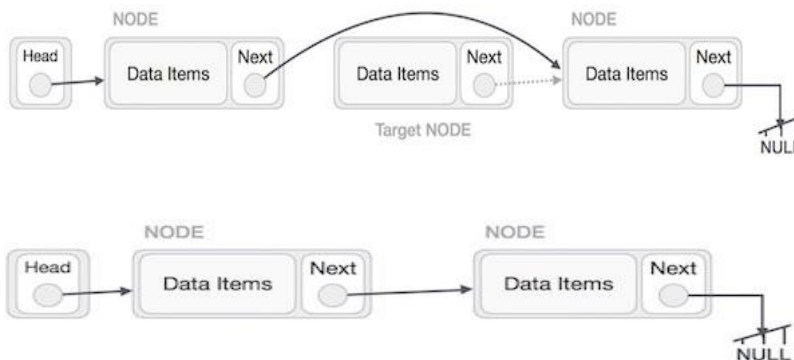 NODE NODE
Head Next Next Next
Data Items Data Items Data Items
Target NODE
NULL
NODE NODE
Head Next Next
Data Items Data Items
NULL